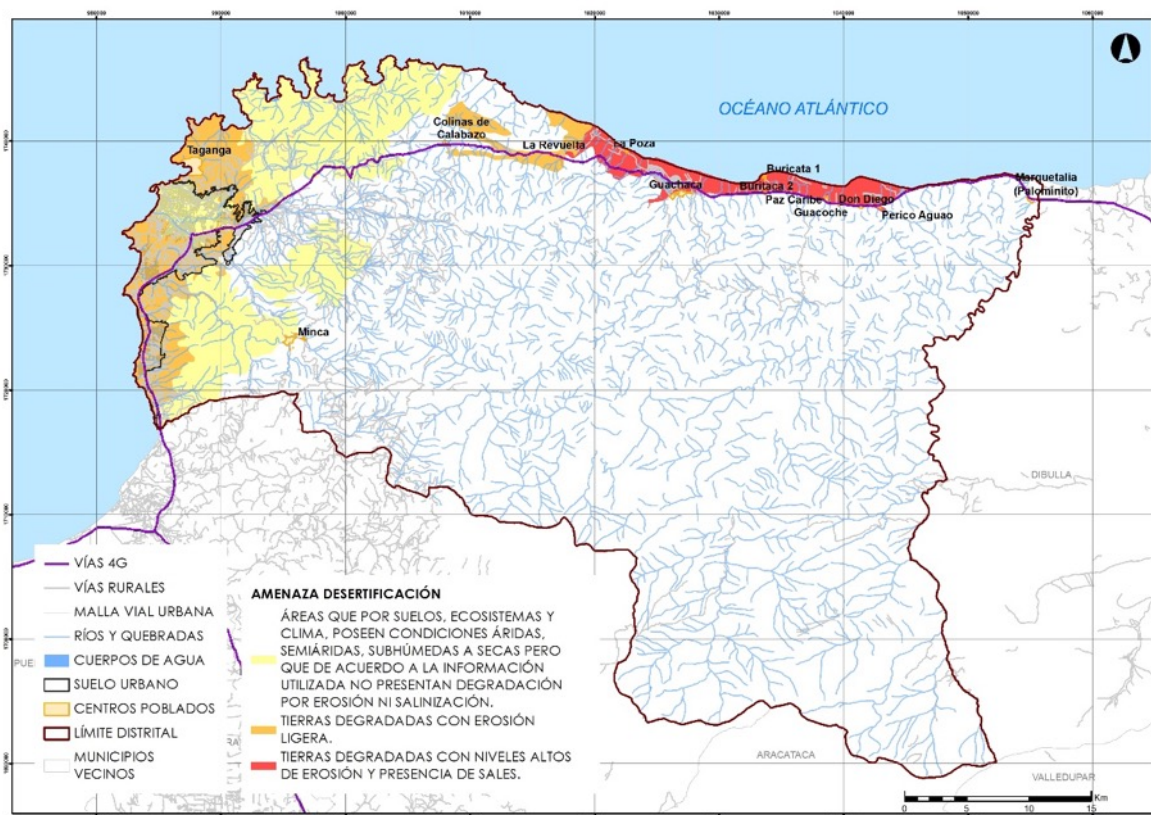 OCÉANO ATLÁNTICO
Colinas de
Calabazo
Taganga
La Revuelta
La Poza
Guachaca
Buricata 1
Buritaca 2
Paz Caribe
Guacoche
Don Diego
Perico Aguao
Marquetalia
(Palominito)
Minca
DIBULLA
ARACATACA
VALLEDUPAR
VÍAS 4G
VÍAS RURALES
MALLA VIAL URBANA
RÍOS Y QUEBRADAS
CUERPOS DE AGUA
SUELO URBANO
CENTROS POBLADOS
LÍMITE DISTRITAL
MUNICIPIOS
VECINOS
AMENAZA DESERTIFICACIÓN
ÁREAS QUE POR SUELOS, ECOSISTEMAS Y
CLIMA, POSEEN CONDICIONES ÁRIDAS,
SEMIÁRIDAS, SUBHÚMEDAS A SECAS PERO
QUE DE ACUERDO A LA INFORMACIÓN
UTILIZADA NO PRESENTAN DEGRADACIÓN
POR EROSIÓN NI SALINIZACIÓN.
TIERRAS DEGRADADAS CON EROSIÓN
LIGERA.
TIERRAS DEGRADADAS CON NIVELES ALTOS
DE EROSIÓN Y PRESENCIA DE SALES.
Km
0 5 10 15